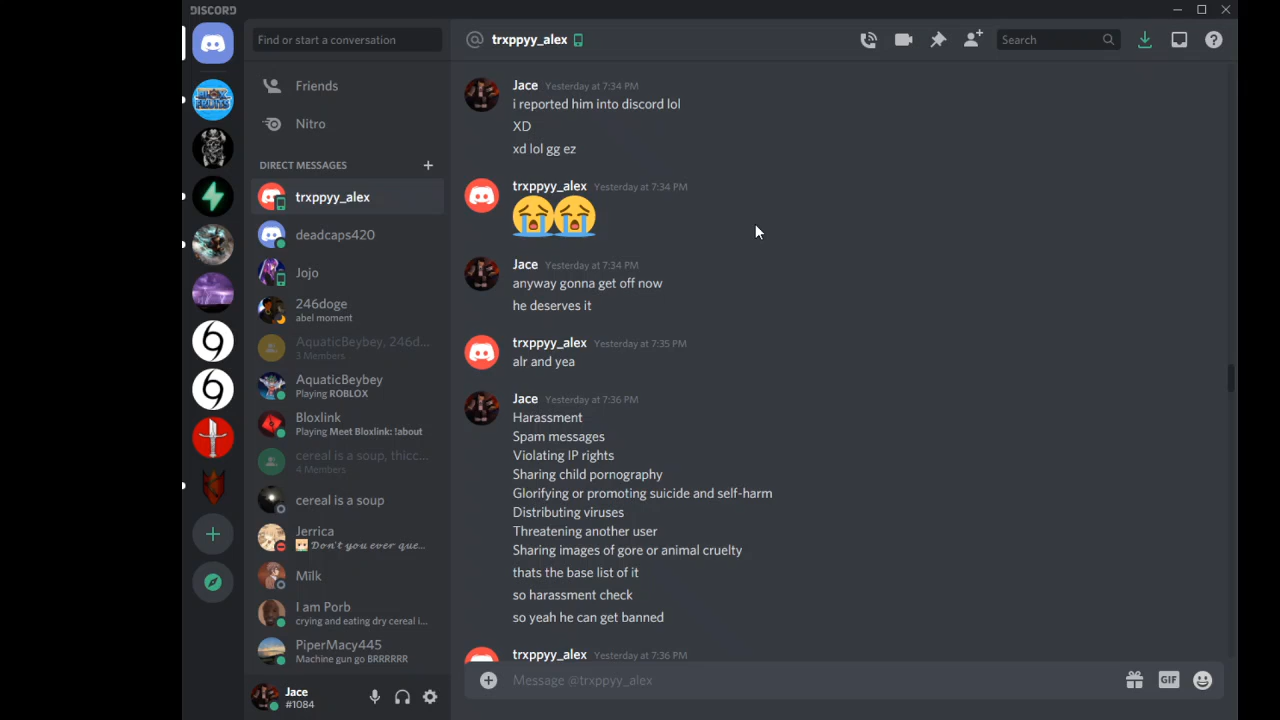 DISCORD
Find or start a conversation
Friends
Nitro
DIRECT MESSAGES
trxppyy_alex
deadcaps420
Jojo
246doge
abel moment
AquaticBeybey, 246d...
3 Members
AquaticBeybey
Playing ROBLOX
Bloxlink
Playing Meet Bloxlink: !about
cereal is a soup, thicc...
4 Members
cereal is a soup
Jerrica
𝓓𝓸𝓷'𝓽 𝔂𝓸𝓾 𝓮𝓿𝓮𝓻 𝓺𝓾𝓮...
Milk
I am Porb
crying and eating dry cereal i...
PiperMacy445
Machine gun go BRRRRRR
Jace
#1084
@ trxppyy_alex
Search
Jace Yesterday at 7:34 PM
i reported him into discord lol
XD
xd lol gg ez
trxppyy_alex Yesterday at 7:34 PM
😭😭
Jace Yesterday at 7:34 PM
anyway gonna get off now
he deserves it
trxppyy_alex Yesterday at 7:35 PM
alr and yea
Jace Yesterday at 7:36 PM
Harassment
Spam messages
Violating IP rights
Sharing child pornography
Glorifying or promoting suicide and self-harm
Distributing viruses
Threatening another user
Sharing images of gore or animal cruelty
thats the base list of it
so harassment check
so yeah he can get banned
trxppyy_alex Yesterday at 7:36 PM
Message @trxppyy_alex
GIF